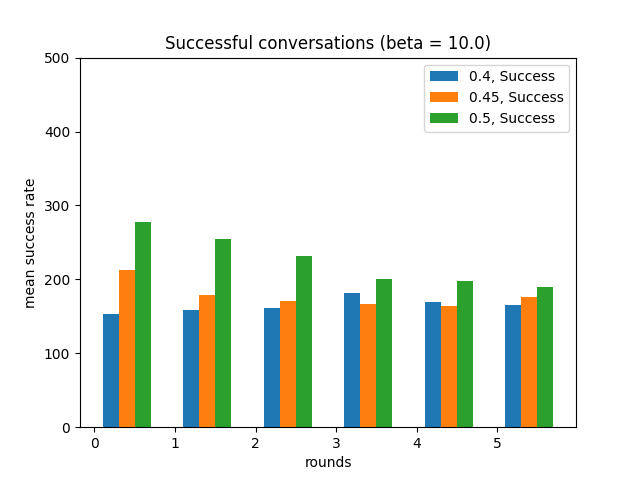 Successful conversations (beta = 10.0)
500
400
300
200
100
0
mean success rate
0.4, Success
0.45, Success
0.5, Success
0 1 2 3 4 5
rounds